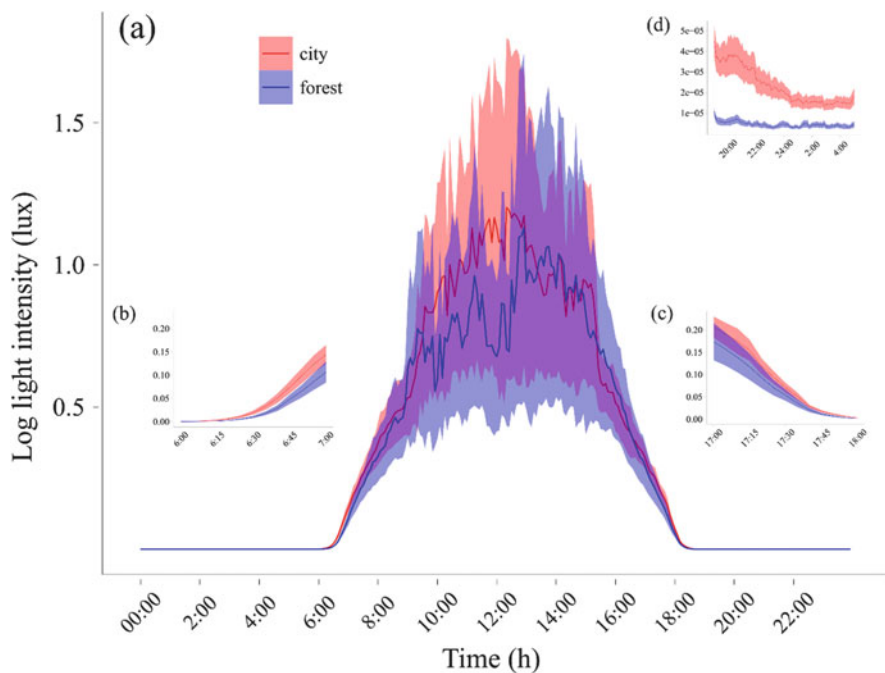 (a)
city
forest
1.5
1.0
0.5
Log light intensity (lux)
00:00 2:00 4:00 6:00 8:00 10:00 12:00 14:00 16:00 18:00 20:00 22:00
Time (h)
(b)
0.20
0.15
0.10
0.05
0.00
6:00 6:15 6:30 6:45 7:00
(c)
0.20
0.15
0.10
0.05
0.00
17:00 17:15 17:30 17:45 18:00
(d)
5e−05
4e−05
3e−05
2e−05
1e−05
20:00 22:00 24:00 2:00 4:00